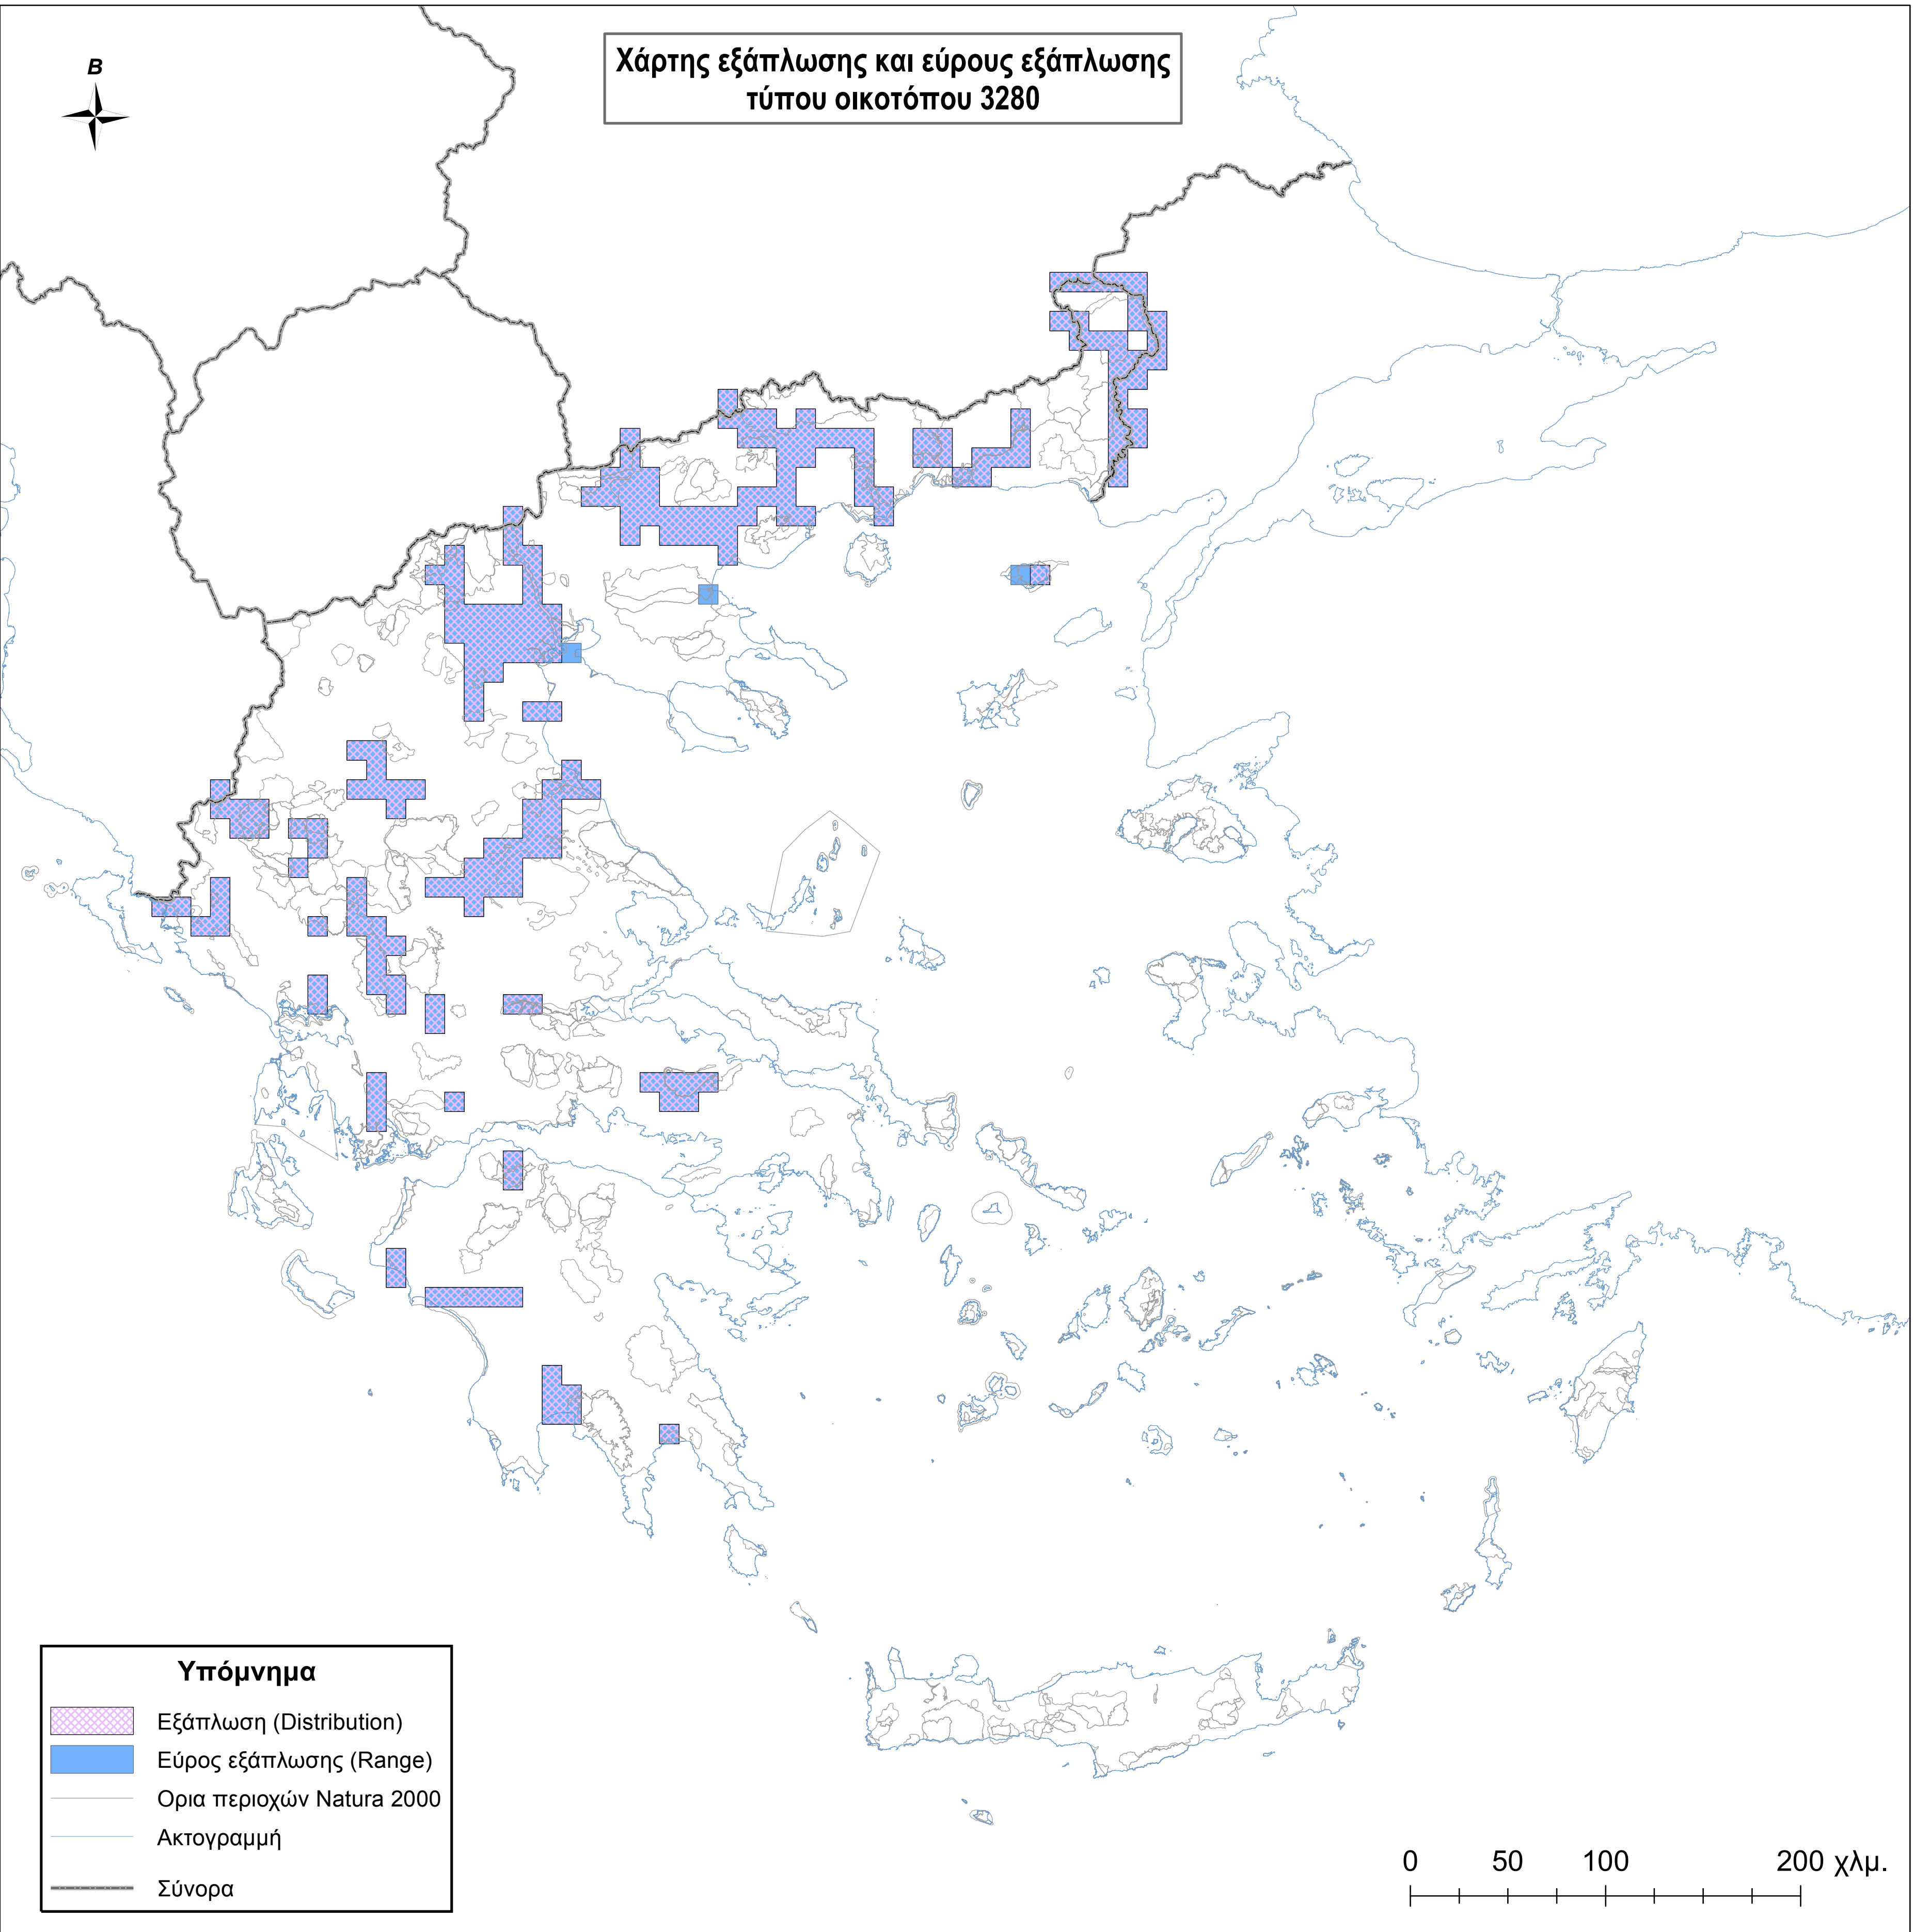 Χάρτης εξάπλωσης και εύρους εξάπλωσης
τύπου οικοτόπου 3280
Β
Υπόμνημα
Εξάπλωση (Distribution)
Εύρος εξάπλωσης (Range)
Ορια περιοχών Natura 2000
Ακτογραμμή
Σύνορα
0 50 100 200 χλμ.